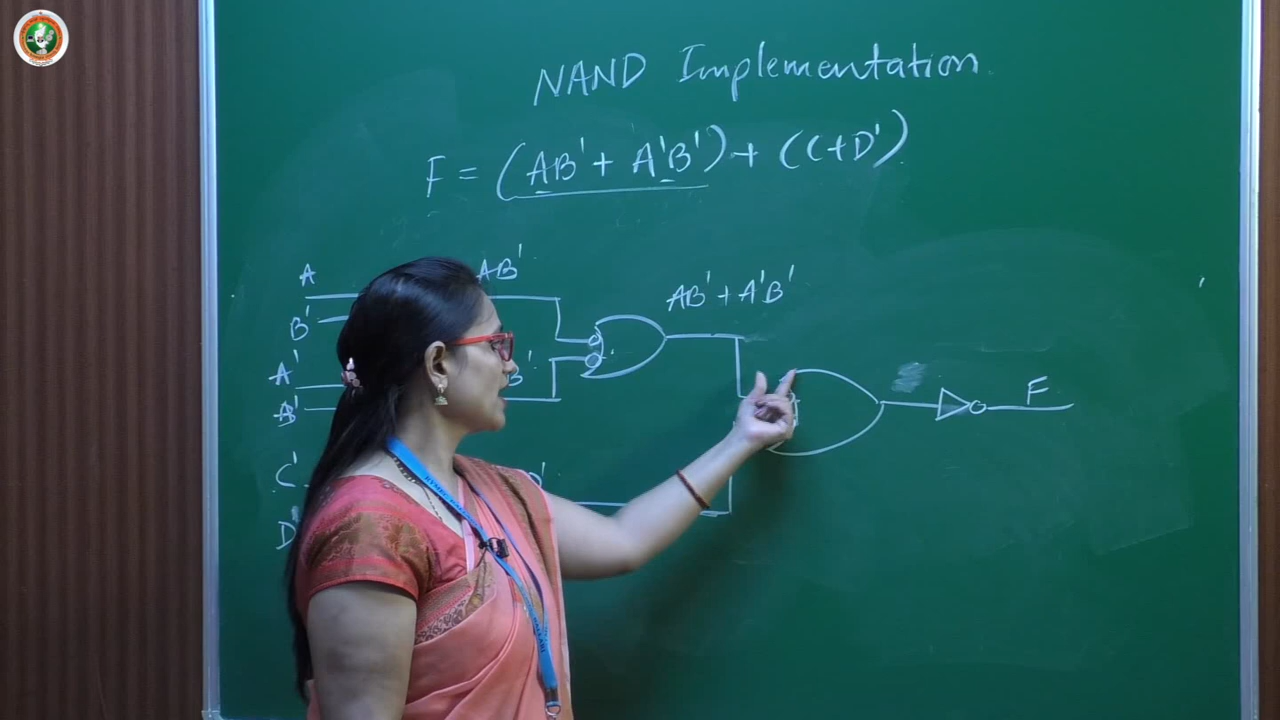 NAND Implementation
F = (AB' + A'B') + (C+D')
A
AB'
B'
AB' + A'B'
A'
B'
B'
F
C'
D'
D